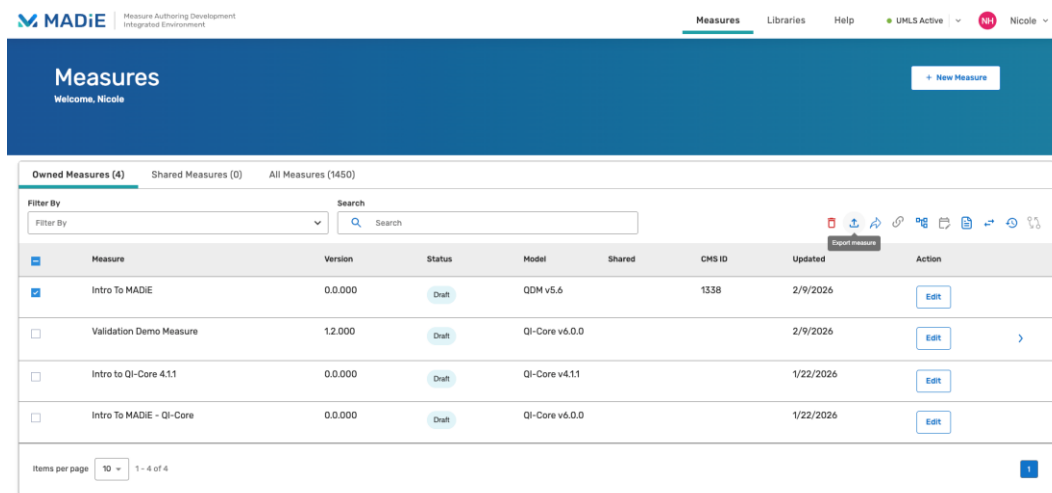 MADiE Measure Authoring Development Integrated Environment Measures Libraries Help UMLS Active NH Nicole
Measures
Welcome, Nicole
+ New Measure
Owned Measures (4) Shared Measures (0) All Measures (1450)
Filter By Search
Filter By Search
Export measure
Measure Version Status Model Shared CMS ID Updated Action
Intro To MADiE 0.0.000 Draft QDM v5.6 1338 2/9/2026 Edit
Validation Demo Measure 1.2.000 Draft QI-Core v6.0.0 2/9/2026 Edit
Intro to QI-Core 4.1.1 0.0.000 Draft QI-Core v4.1.1 1/22/2026 Edit
Intro To MADiE - QI-Core 0.0.000 Draft QI-Core v6.0.0 1/22/2026 Edit
Items per page 10 1 - 4 of 4 1